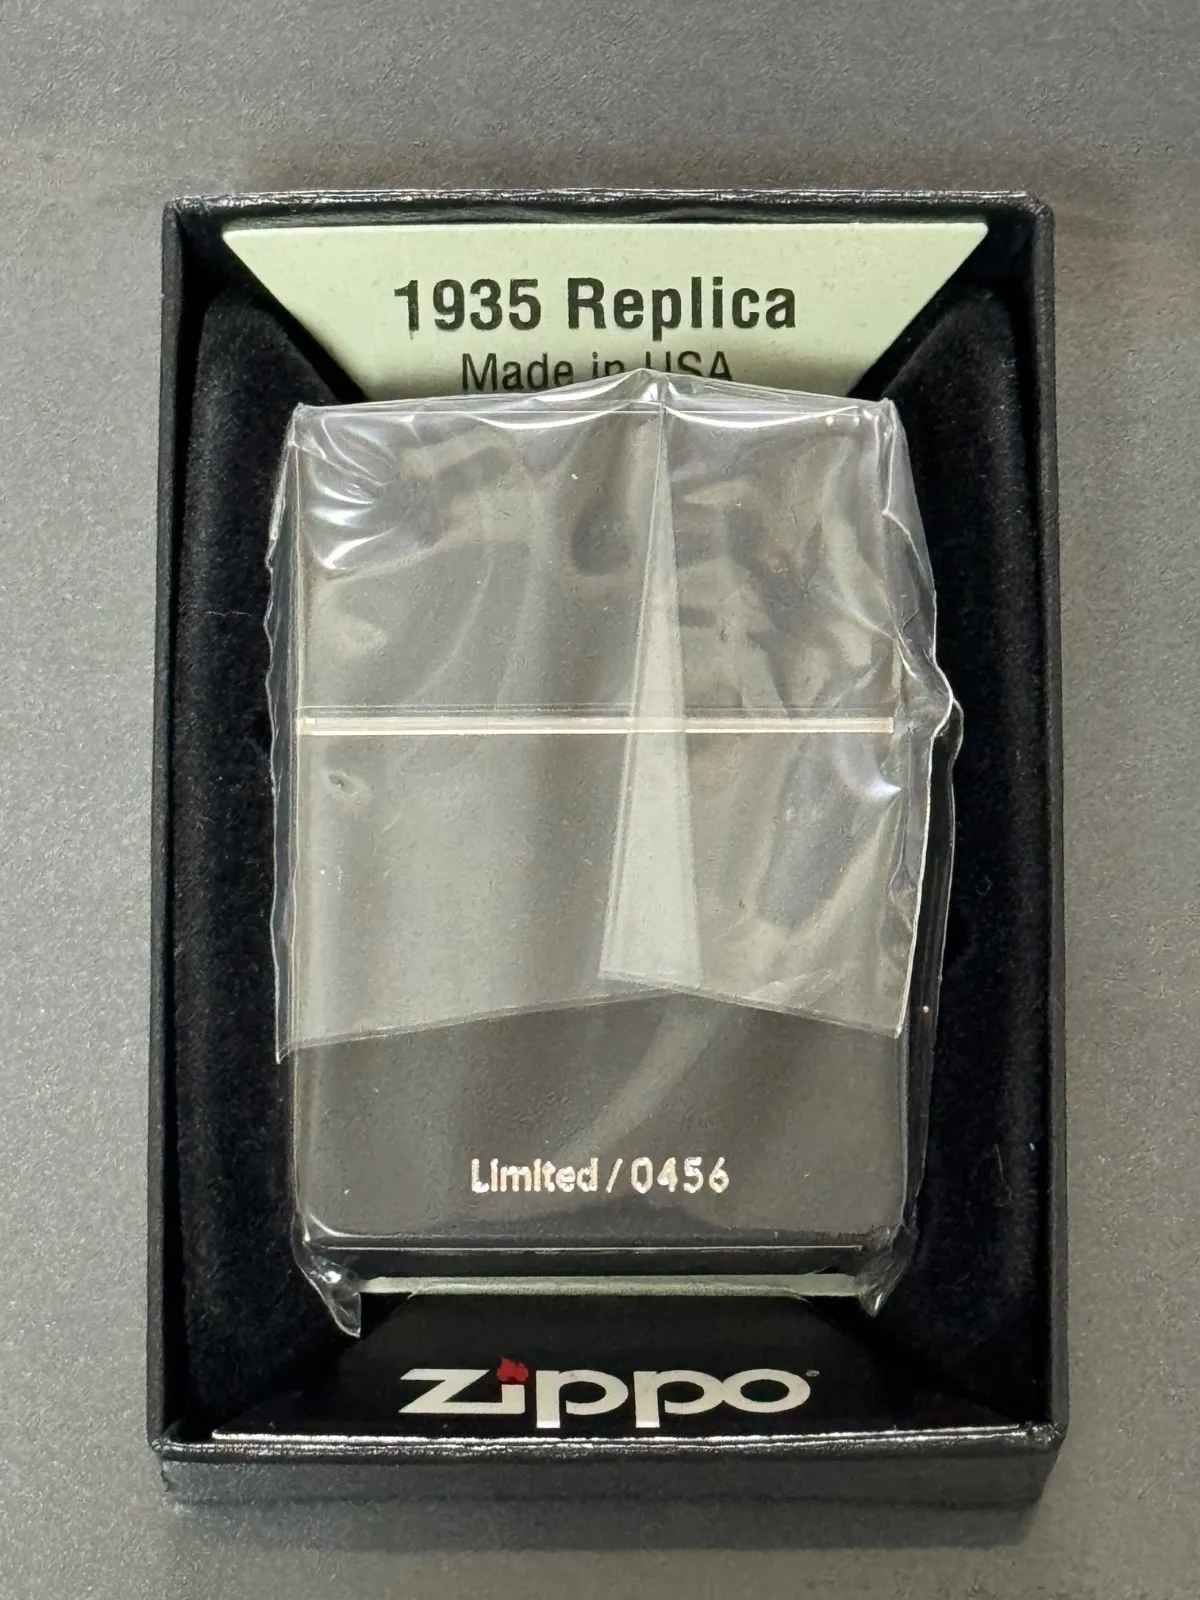 1935 Replica
Made in USA
Limited / 0456
zippo